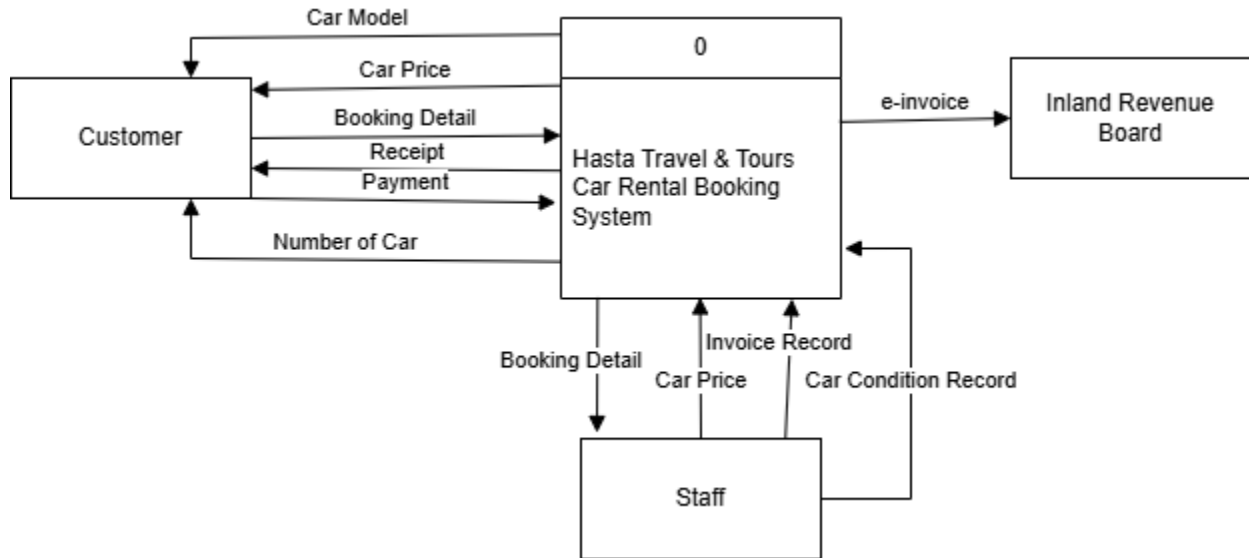 Car Model
0
Car Price
e-invoice
Inland Revenue
Board
Customer
Booking Detail
Receipt
Payment
Hasta Travel & Tours
Car Rental Booking
System
Number of Car
Booking Detail
Invoice Record
Car Price
Car Condition Record
Staff